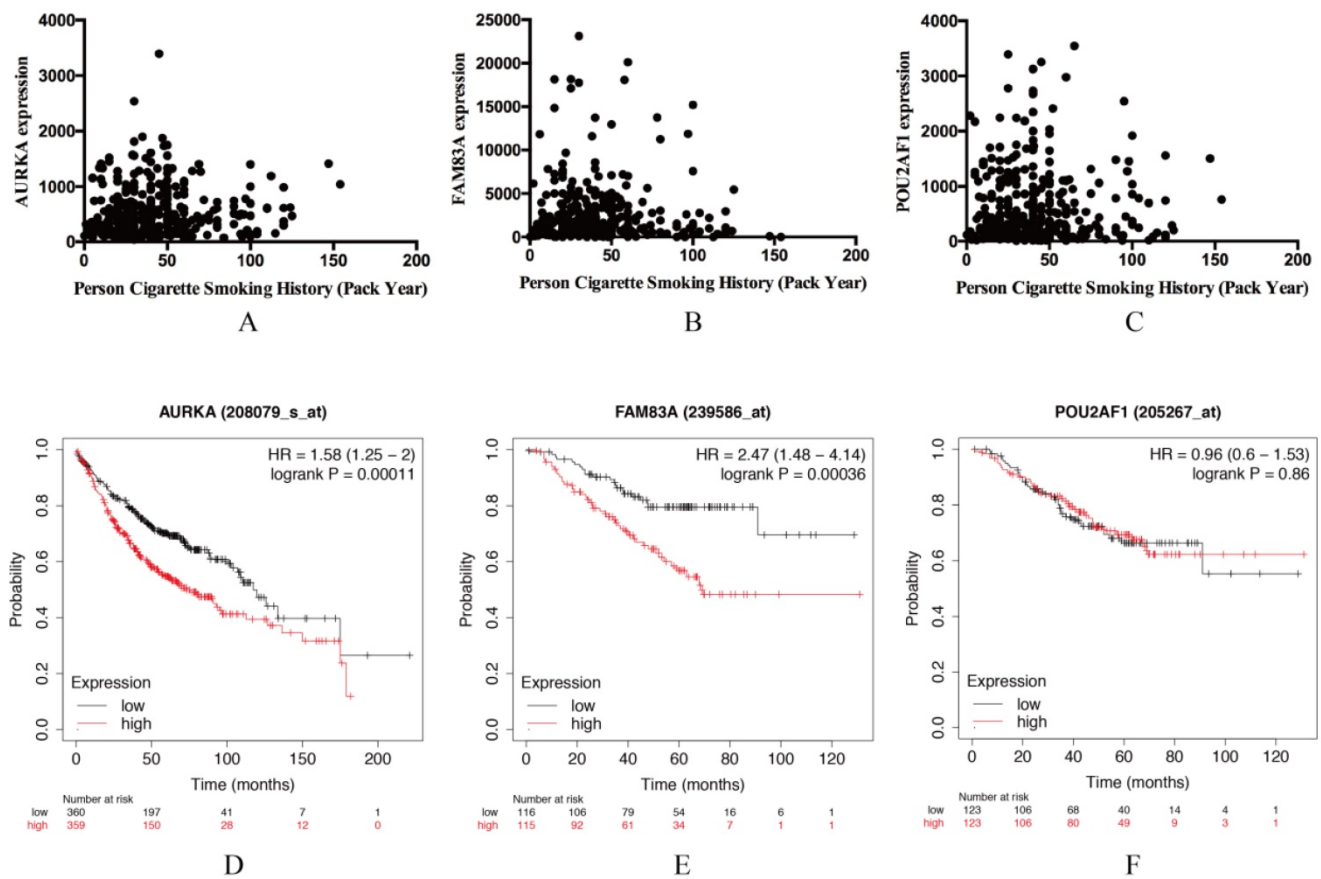 4000
3000
2000
1000
0
AURKA expression
0 50 100 150 200
Person Cigarette Smoking History (Pack Year)
A
25000
20000
15000
10000
5000
0
FAM83A expression
0 50 100 150 200
Person Cigarette Smoking History (Pack Year)
B
4000
3000
2000
1000
0
POU2AF1 expression
0 50 100 150 200
Person Cigarette Smoking History (Pack Year)
C
AURKA (208079_s_at)
HR = 1.58 (1.25 − 2)
logrank P = 0.00011
1.0
0.8
0.6
0.4
0.2
0.0
Probability
Expression
low
high
0 50 100 150 200
Time (months)
Number at risk
low 360 197 41 7 1
high 359 150 28 12 0
D
FAM83A (239586_at)
HR = 2.47 (1.48 − 4.14)
logrank P = 0.00036
1.0
0.8
0.6
0.4
0.2
0.0
Probability
Expression
low
high
0 20 40 60 80 100 120
Time (months)
Number at risk
low 116 106 79 54 16 6 1
high 115 92 61 34 7 1 1
E
POU2AF1 (205267_at)
HR = 0.96 (0.6 − 1.53)
logrank P = 0.86
1.0
0.8
0.6
0.4
0.2
0.0
Probability
Expression
low
high
0 20 40 60 80 100 120
Time (months)
Number at risk
low 123 106 68 40 14 4 1
high 123 106 80 49 9 3 1
F